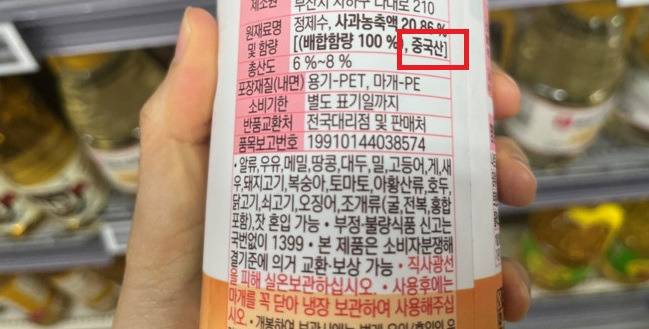 제조원 부산시 사하구 다대로 210
원재료명 및 함량 정제수, 사과농축액 20.86 %
[(배합함량 100 %), 중국산]
총산도 6 %~8 %
포장재질(내면) 용기-PET, 마개-PE
소비기한 별도 표기일까지
반품교환처 전국대리점 및 판매처
품목보고번호 19910144038574
• 알류, 우유, 메밀, 땅콩, 대두, 밀, 고등어, 게, 새
우, 돼지고기, 복숭아, 토마토, 아황산류, 호두,
닭고기, 쇠고기, 오징어, 조개류(굴, 전복, 홍합
포함), 잣 혼입 가능 • 부정·불량식품 신고는
국번없이 1399 • 본 제품은 소비자분쟁해
결기준에 의거 교환·보상 가능 • 직사광선
을 피해 실온보관하십시오. • 사용후에는
마개를 꼭 닫아 냉장 보관하여 사용해주십
시오.